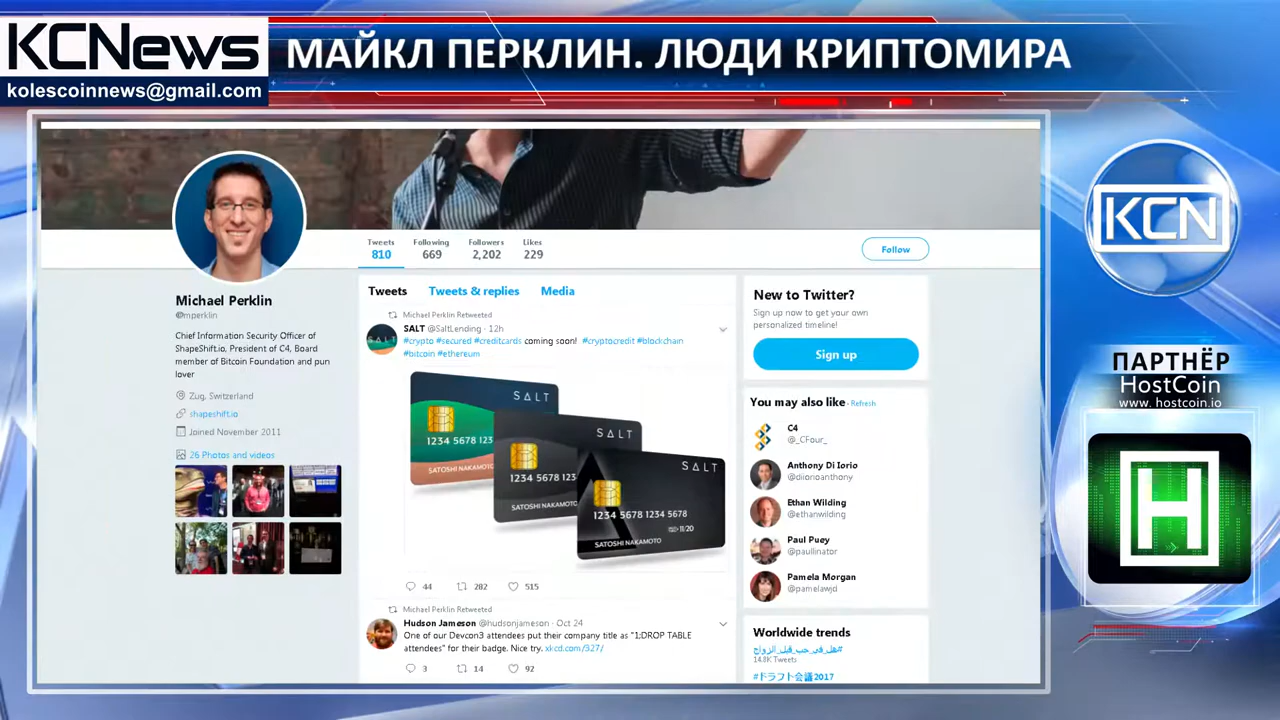 KCNews
kolescoinnews@gmail.com
МАЙКЛ ПЕРКЛИН. ЛЮДИ КРИПТОМИРА
Tweets
810
Following
669
Followers
2,202
Likes
229
Follow
Michael Perklin
@mperklin
Chief Information Security Officer of
ShapeShift.io, President of C4, Board
member of Bitcoin Foundation and pun
lover
Zug, Switzerland
shapeshift.io
Joined November 2011
26 Photos and videos
Tweets
Tweets & replies
Media
Michael Perklin Retweeted
SALT @SaltLending · 12h
#crypto #secured #creditcards coming soon! #cryptocredit #blockchain
#bitcoin #ethereum
SALT
1234 5678 123
SATOSHI NAKAMOTO
SALT
1234 5678 123
SATOSHI NAKAMOTO
SALT
1234 5678 1234 5678
11/20
SATOSHI NAKAMOTO
44
282
515
Michael Perklin Retweeted
Hudson Jameson @hudsonjameson · Oct 24
One of our Devcon3 attendees put their company title as "1;DROP TABLE
attendees" for their badge. Nice try. xkcd.com/327/
3
14
92
New to Twitter?
Sign up now to get your own
personalized timeline!
Sign up
You may also like · Refresh
C4
@_CFour_
Anthony Di Iorio
@diiorioanthony
Ethan Wilding
@ethanwilding
Paul Puey
@paullinator
Pamela Morgan
@pamelawjd
Worldwide trends
#هل_في_حب_قبل_الزواج
14.8K Tweets
#ドラフト会議2017
KCN
ПАРТНЁР
HostCoin
www. hostcoin.io
H